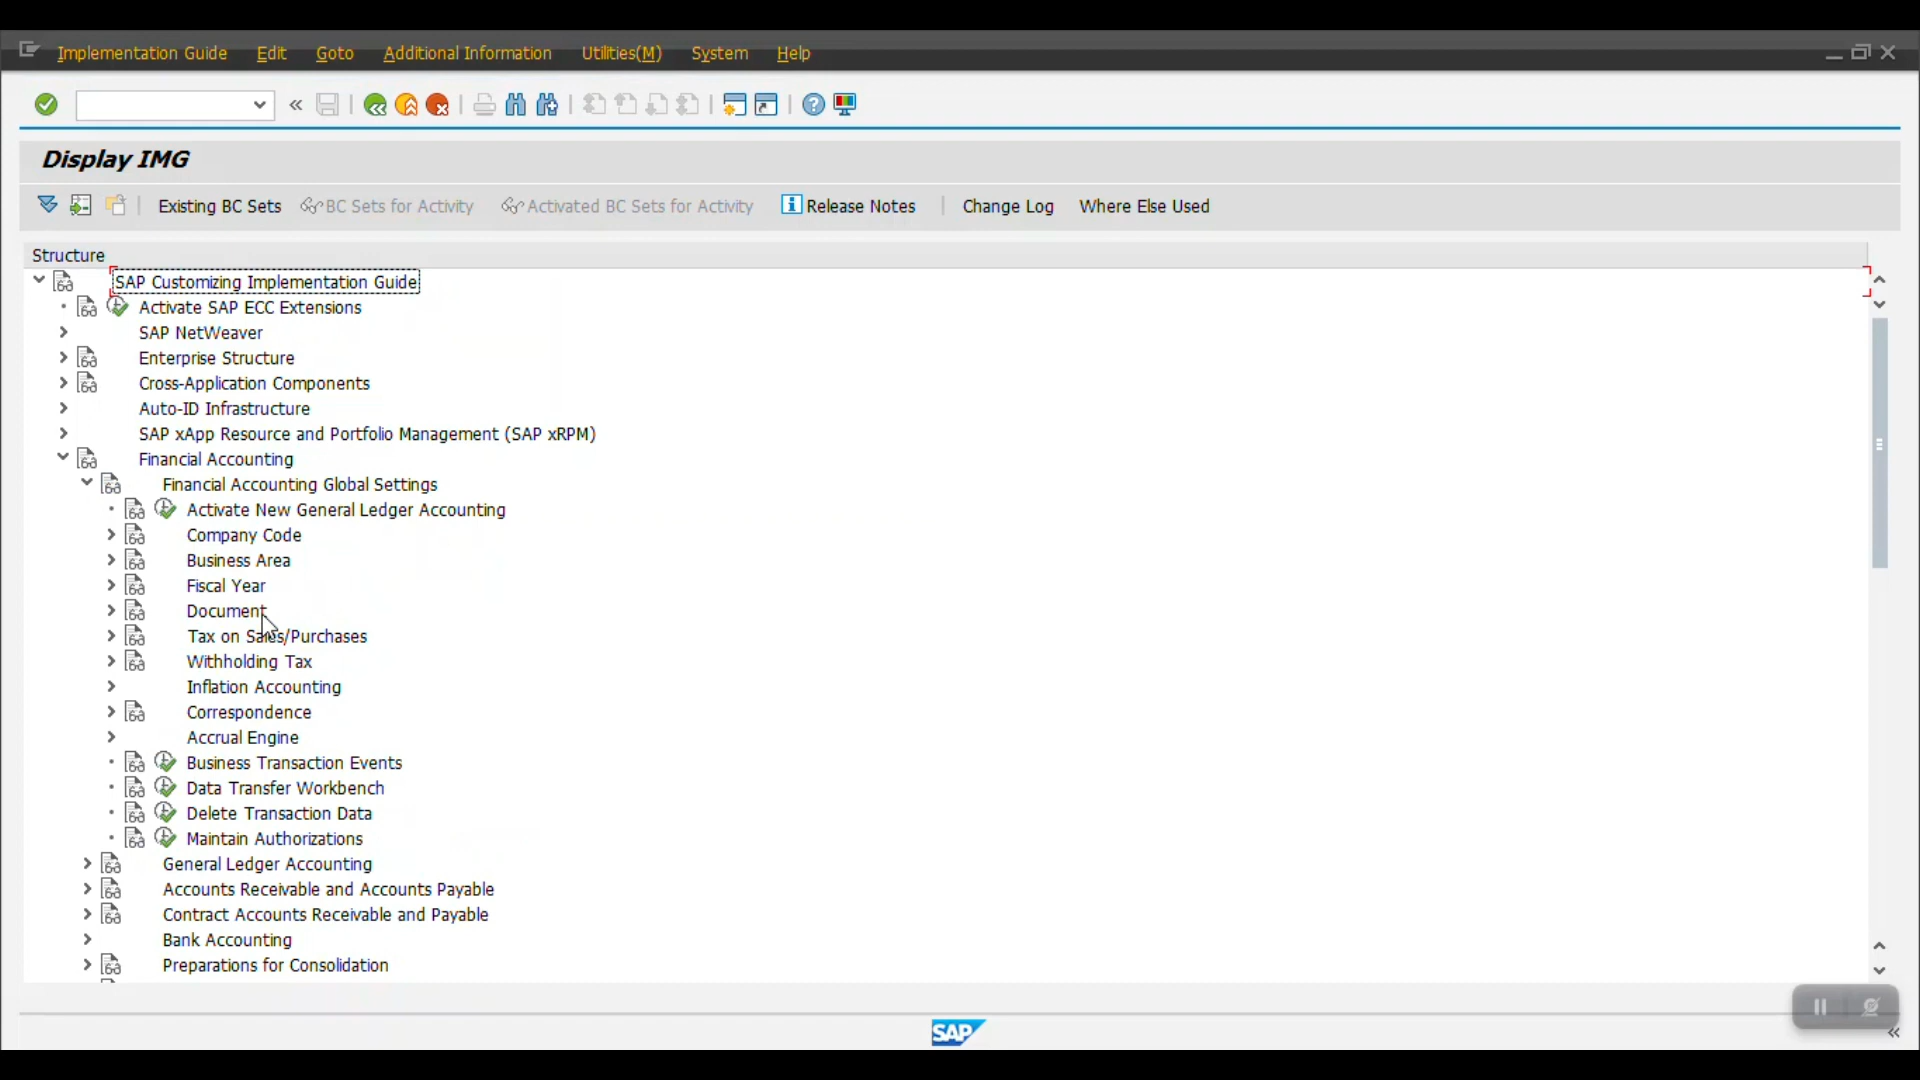 Implementation Guide Edit Goto Additional Information Utilities(M) System Help
Display IMG
Existing BC Sets BC Sets for Activity Activated BC Sets for Activity Release Notes Change Log Where Else Used
Structure
SAP Customizing Implementation Guide
Activate SAP ECC Extensions
SAP NetWeaver
Enterprise Structure
Cross-Application Components
Auto-ID Infrastructure
SAP xApp Resource and Portfolio Management (SAP xRPM)
Financial Accounting
Financial Accounting Global Settings
Activate New General Ledger Accounting
Company Code
Business Area
Fiscal Year
Document
Tax on Sales/Purchases
Withholding Tax
Inflation Accounting
Correspondence
Accrual Engine
Business Transaction Events
Data Transfer Workbench
Delete Transaction Data
Maintain Authorizations
General Ledger Accounting
Accounts Receivable and Accounts Payable
Contract Accounts Receivable and Payable
Bank Accounting
Preparations for Consolidation
SAP